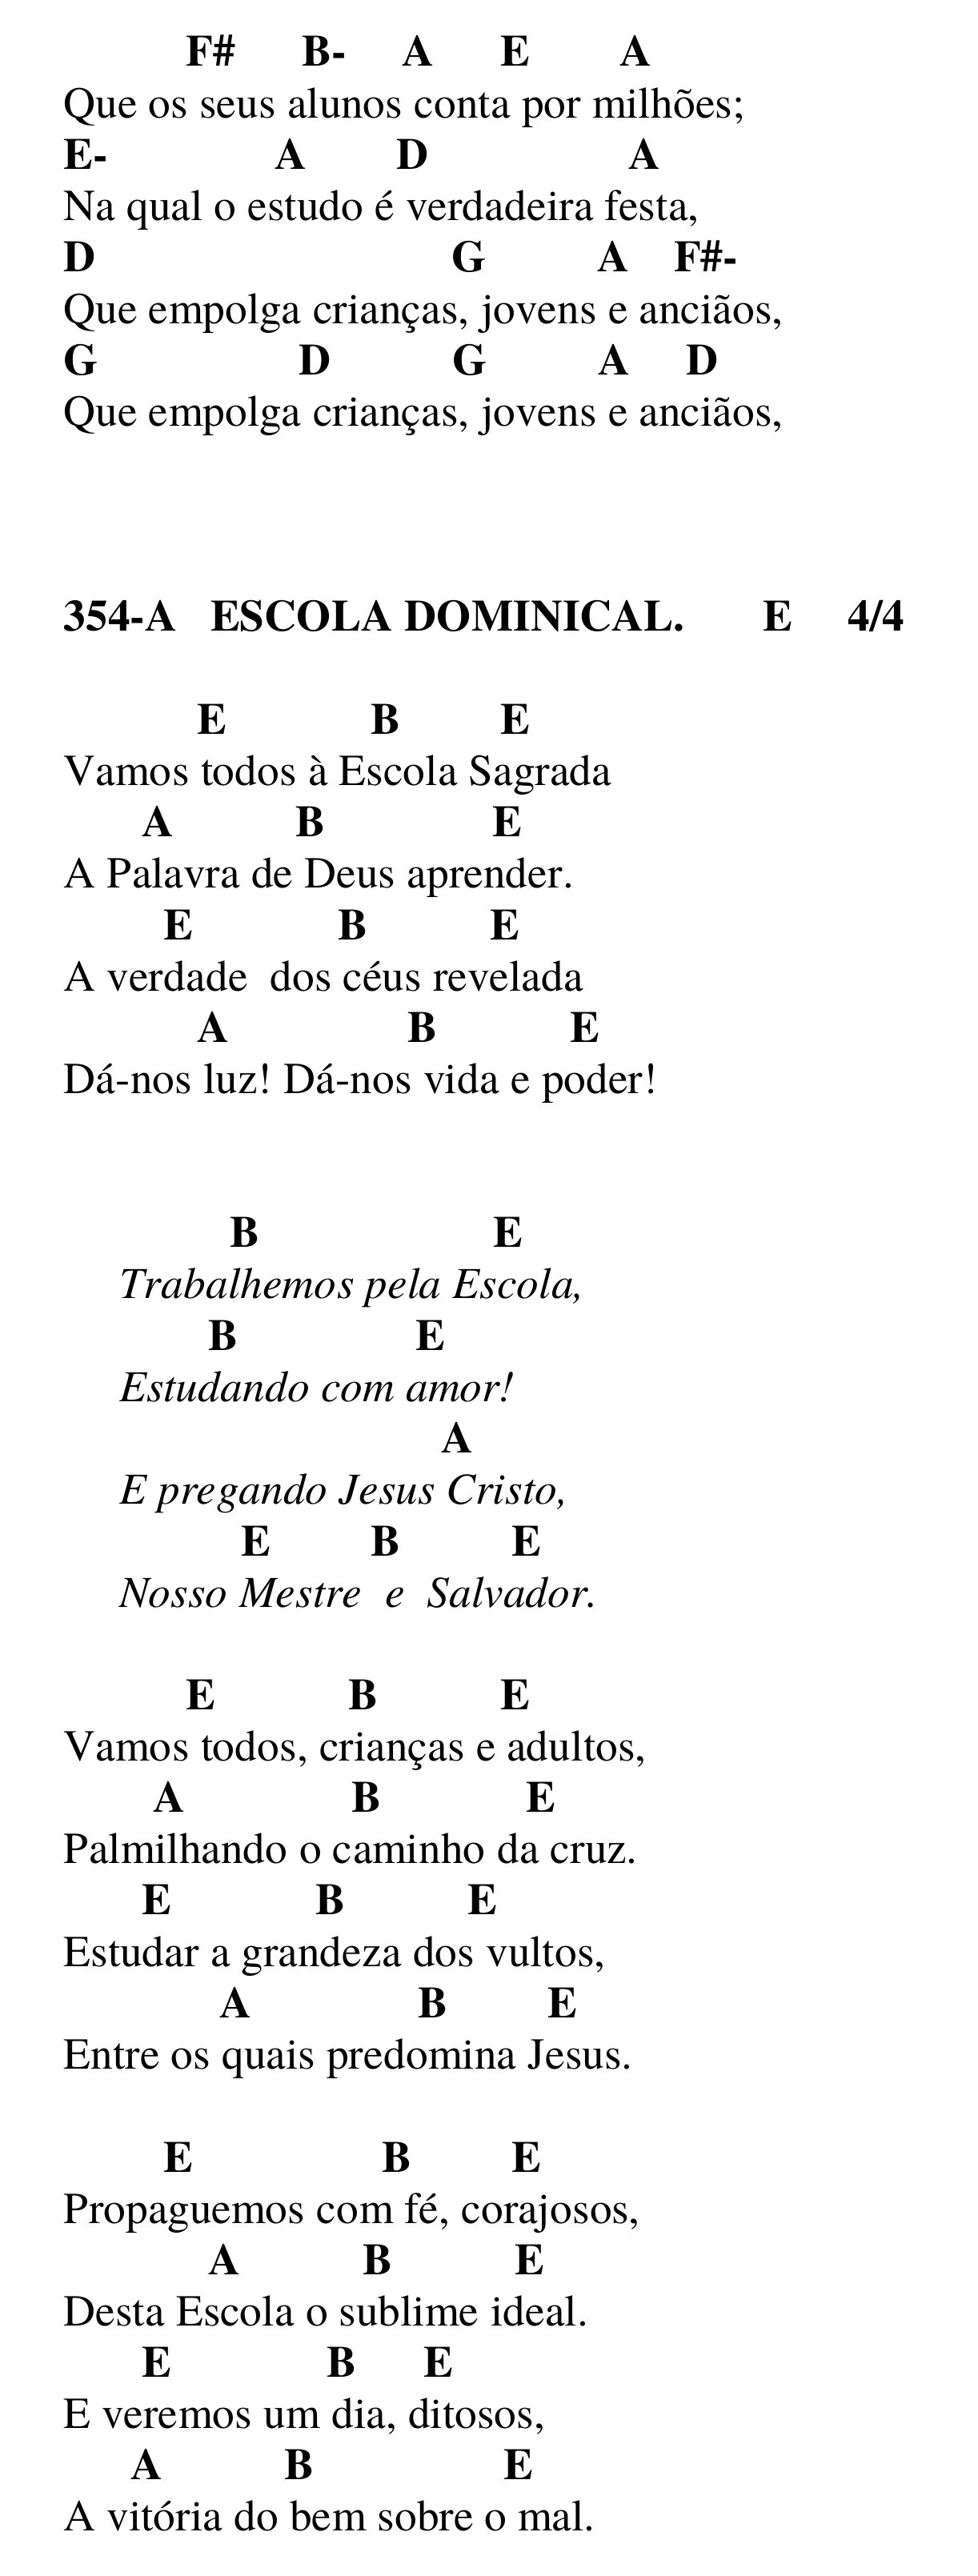 F# B- A E A
Que os seus alunos conta por milhões;
E- A D A
Na qual o estudo é verdadeira festa,
D G A F#-
Que empolga crianças, jovens e anciãos,
G D G A D
Que empolga crianças, jovens e anciãos,
354-A ESCOLA DOMINICAL. E 4/4
E B E
Vamos todos à Escola Sagrada
A B E
A Palavra de Deus aprender.
E B E
A verdade dos céus revelada
A B E
Dá-nos luz! Dá-nos vida e poder!
B E
Trabalhemos pela Escola,
B E
Estudando com amor!
A
E pregando Jesus Cristo,
E B E
Nosso Mestre e Salvador.
E B E
Vamos todos, crianças e adultos,
A B E
Palmilhando o caminho da cruz.
E B E
Estudar a grandeza dos vultos,
A B E
Entre os quais predomina Jesus.
E B E
Propaguemos com fé, corajosos,
A B E
Desta Escola o sublime ideal.
E B E
E veremos um dia, ditosos,
A B E
A vitória do bem sobre o mal.